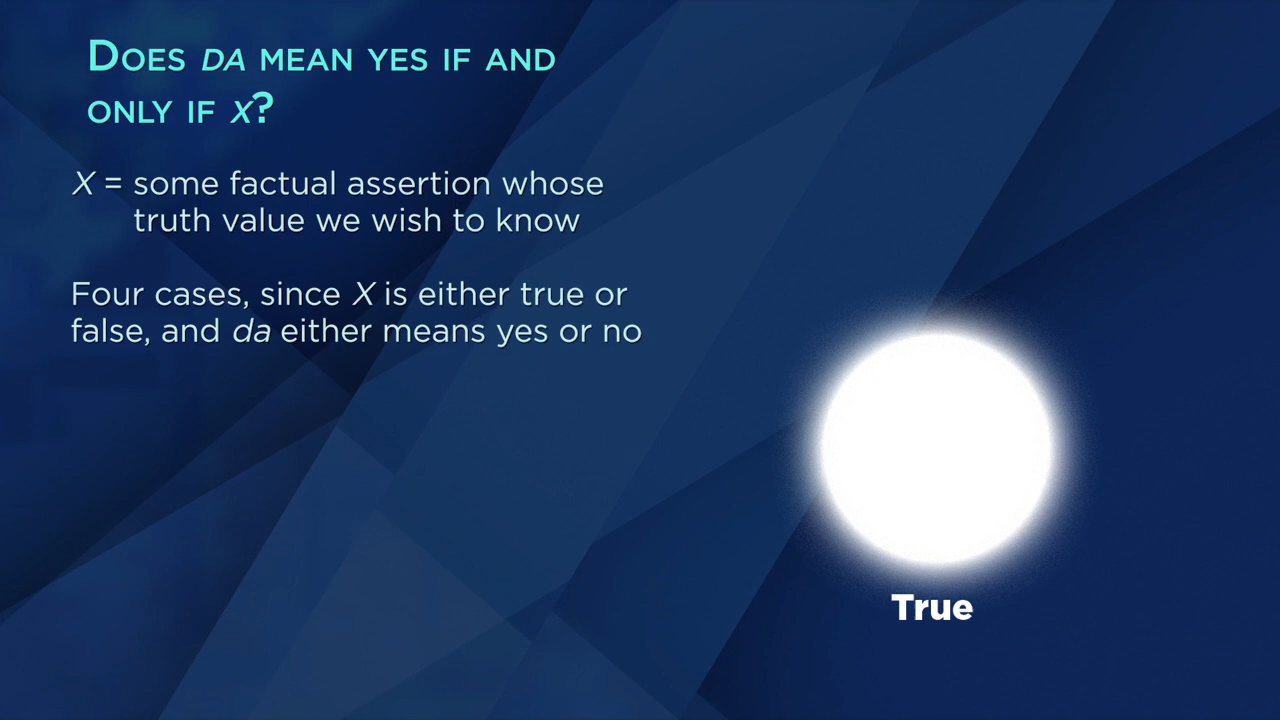 Does da mean yes if and
only if X?
X = some factual assertion whose
truth value we wish to know
Four cases, since X is either true or
false, and da either means yes or no
True